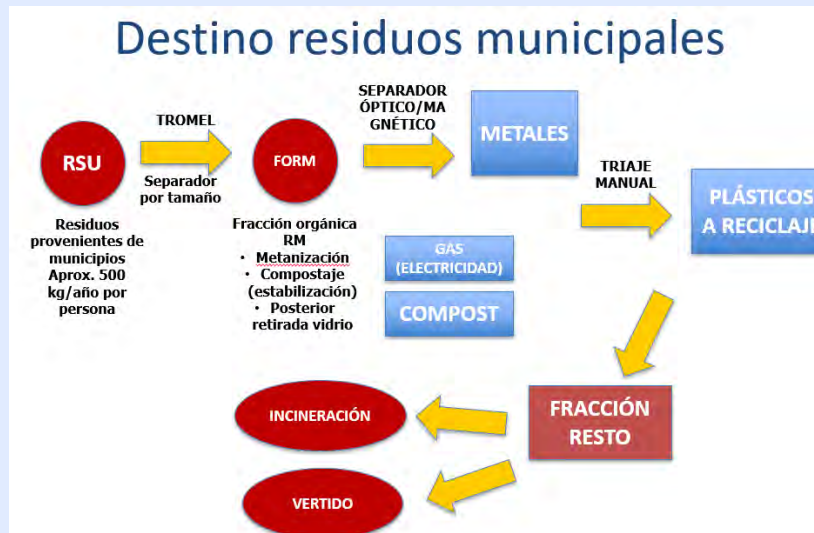 Destino residuos municipales
RSU
TROMEL
Separador
por tamaño
FORM
SEPARADOR
ÓPTICO/MA
GNÉTICO
METALES
TRIAJE
MANUAL
PLÁSTICOS
A RECICLAJE
Residuos
provenientes de
municipios
Aprox. 500
kg/año por
persona
Fracción orgánica
RM
• Metanización
• Compostaje
(estabilización)
• Posterior
retirada vidrio
GAS
(ELECTRICIDAD)
COMPOST
FRACCIÓN
RESTO
INCINERACIÓN
VERTIDO